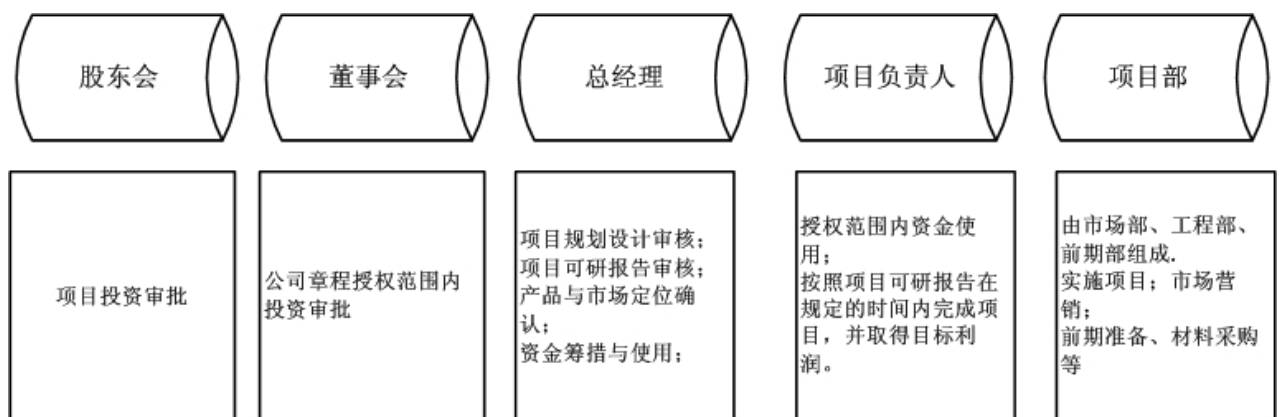 股东会
董事会
总经理
项目负责人
项目部
项目投资审批
公司章程授权范围内
投资审批
项目规划设计审核;
项目可研报告审核;
产品与市场定位确
认;
资金筹措与使用;
授权范围内资金使
用;
按照项目可研报告在
规定的时间内完成项
目，并取得目标利
润。
由市场部、工程部、
前期部组成.
实施项目; 市场营
销;
前期准备、材料采购
等